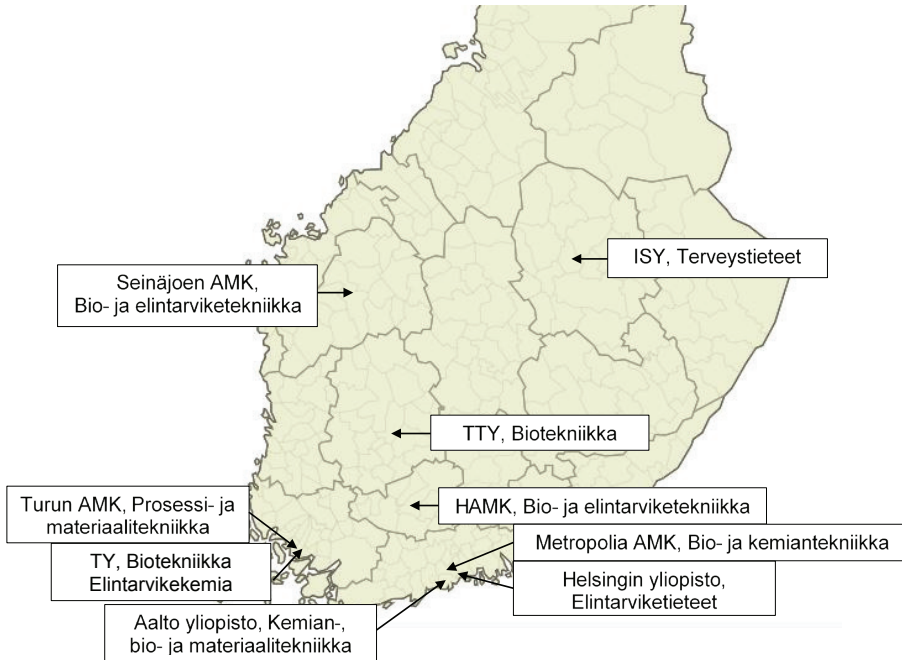 ISY, Terveystieteet
Seinäjoen AMK,
Bio- ja elintarviketekniikka
TTY, Biotekniikka
Turun AMK, Prosessi- ja
materiaalitekniikka
HAMK, Bio- ja elintarviketekniikka
Metropolia AMK, Bio- ja kemiantekniikka
TY, Biotekniikka
Elintarvikekemia
Helsingin yliopisto,
Elintarviketieteet
Aalto yliopisto, Kemian-,
bio- ja materiaalitekniikka